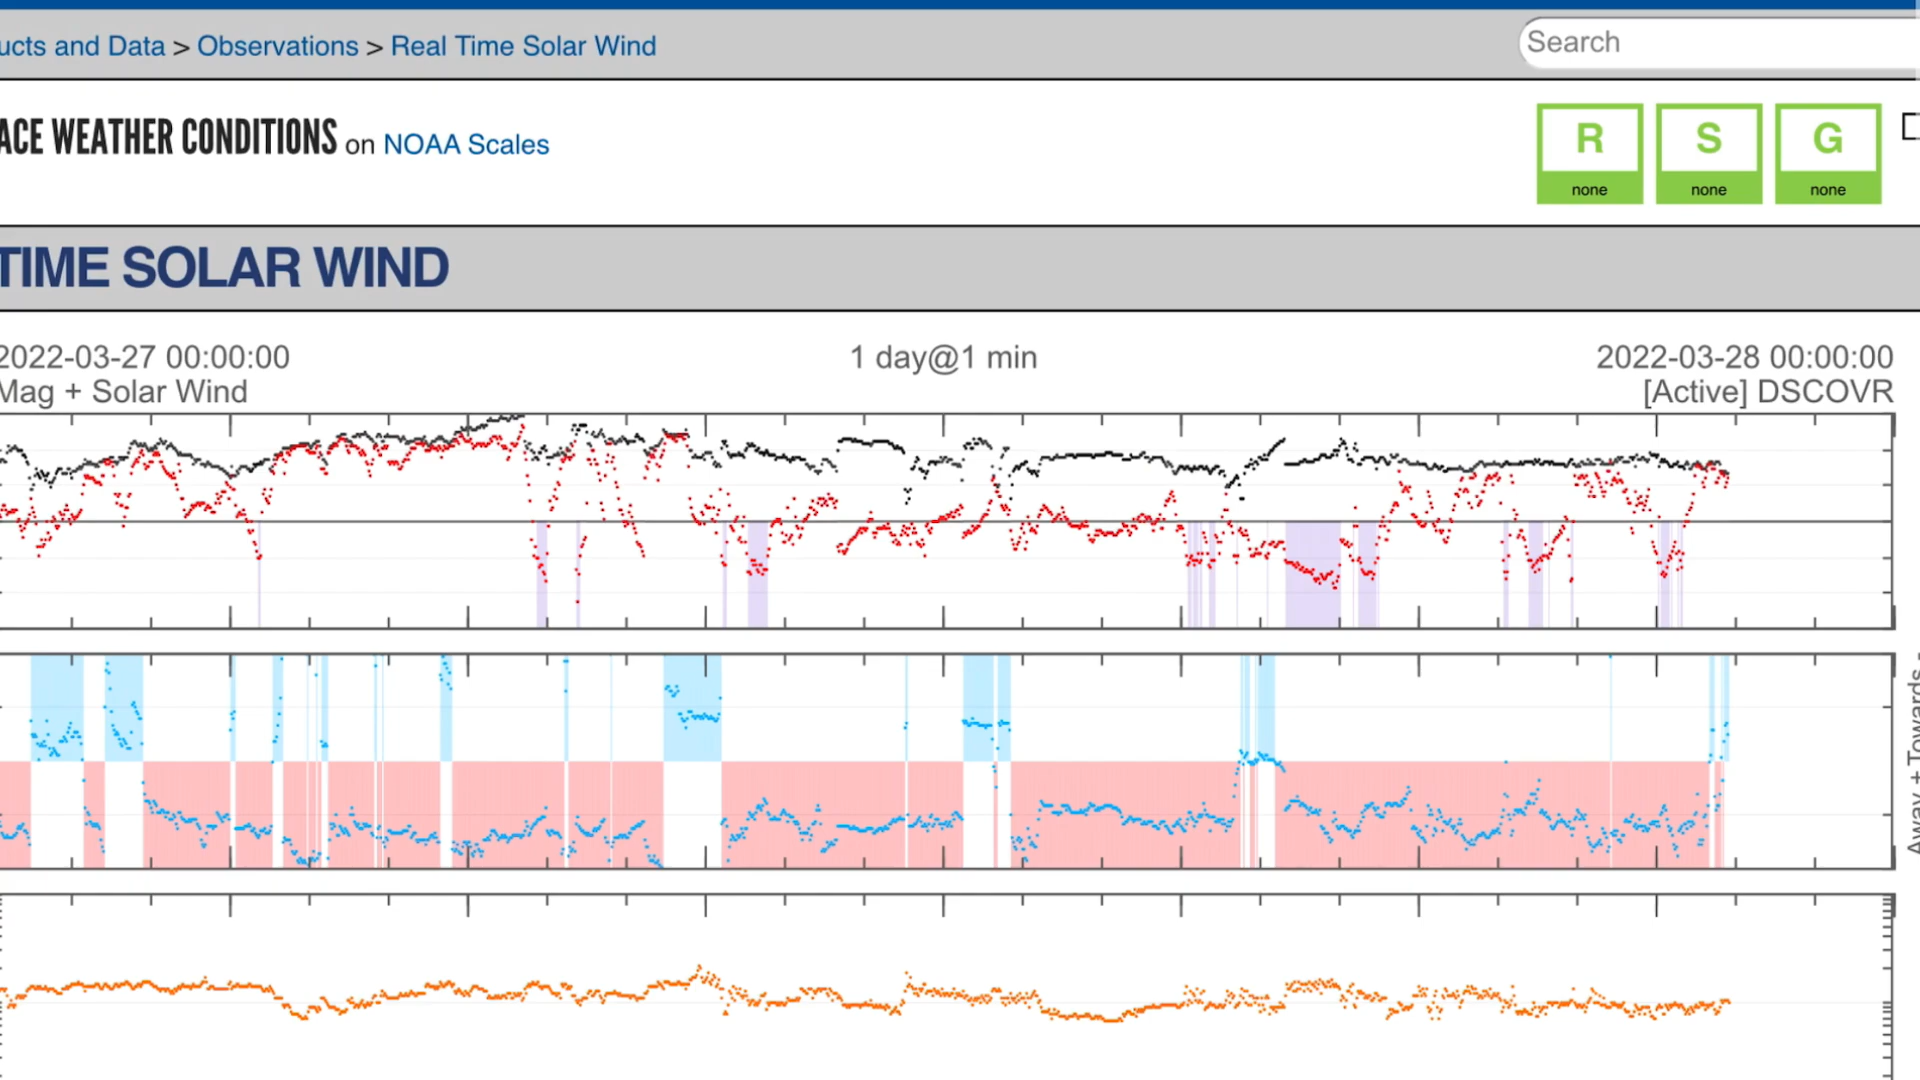 ucts and Data > Observations > Real Time Solar Wind
Search
ACE WEATHER CONDITIONS on NOAA Scales
R S G
none none none
TIME SOLAR WIND
2022-03-27 00:00:00 1 day@1 min 2022-03-28 00:00:00
Mag + Solar Wind [Active] DSCOVR
Away + Towards -